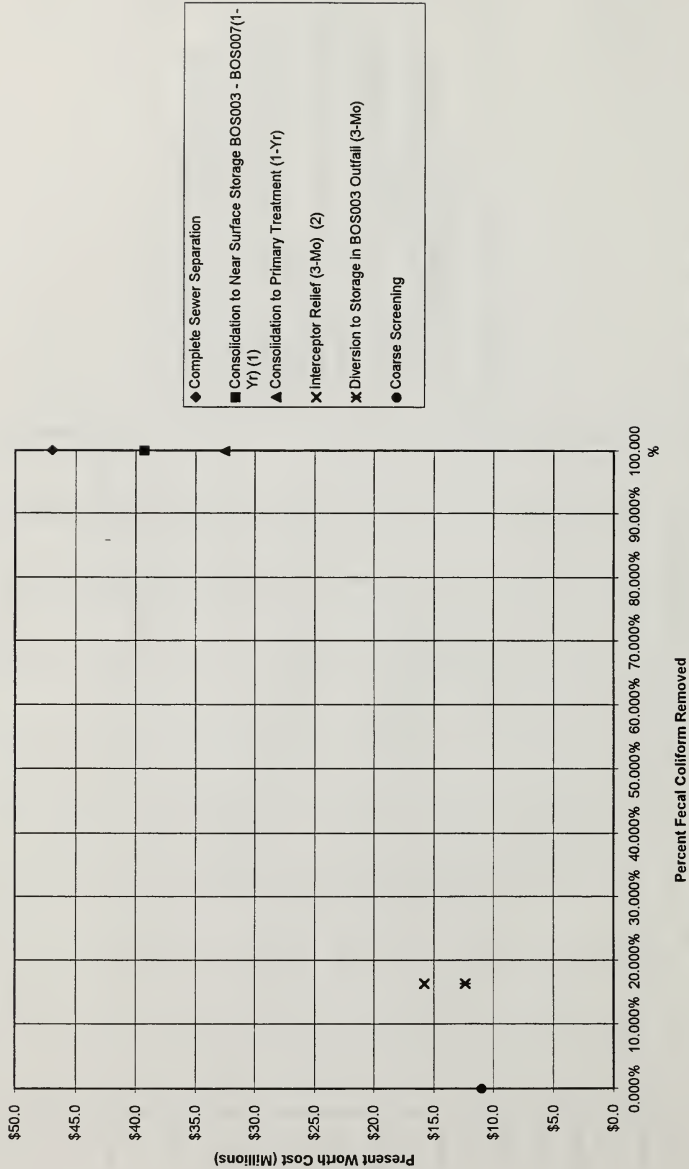 $50.0
$45.0
$40.0
$35.0
$30.0
$25.0
$20.0
$15.0
$10.0
$5.0
$0.0
Present Worth Cost (Millions)
0.000% 10.000% 20.000% 30.000% 40.000% 50.000% 60.000% 70.000% 80.000% 90.000% 100.000
%
Percent Fecal Coliform Removed
Complete Sewer Separation
Consolidation to Near Surface Storage BOS003 - BOS007(1-
Yr) (1)
Consolidation to Primary Treatment (1-Yr)
Interceptor Relief (3-Mo) (2)
Diversion to Storage in BOS003 Outfall (3-Mo)
Coarse Screening